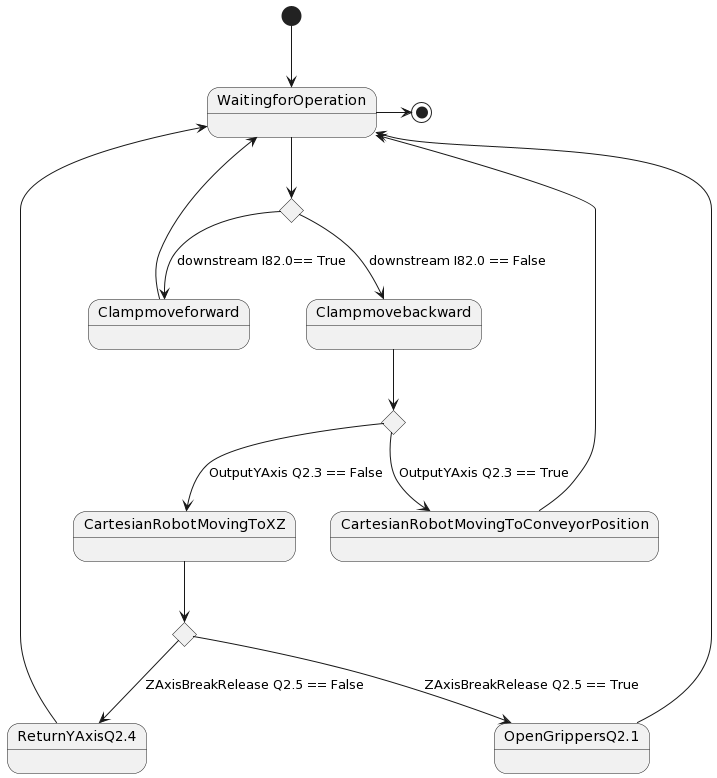 WaitingforOperation
downstream I82.0== True
downstream I82.0 == False
Clampmoveforward
Clampmovebackward
OutputYAxis Q2.3 == False
OutputYAxis Q2.3 == True
CartesianRobotMovingToXZ
CartesianRobotMovingToConveyorPosition
ZAxisBreakRelease Q2.5 == False
ZAxisBreakRelease Q2.5 == True
ReturnYAxisQ2.4
OpenGrippersQ2.1